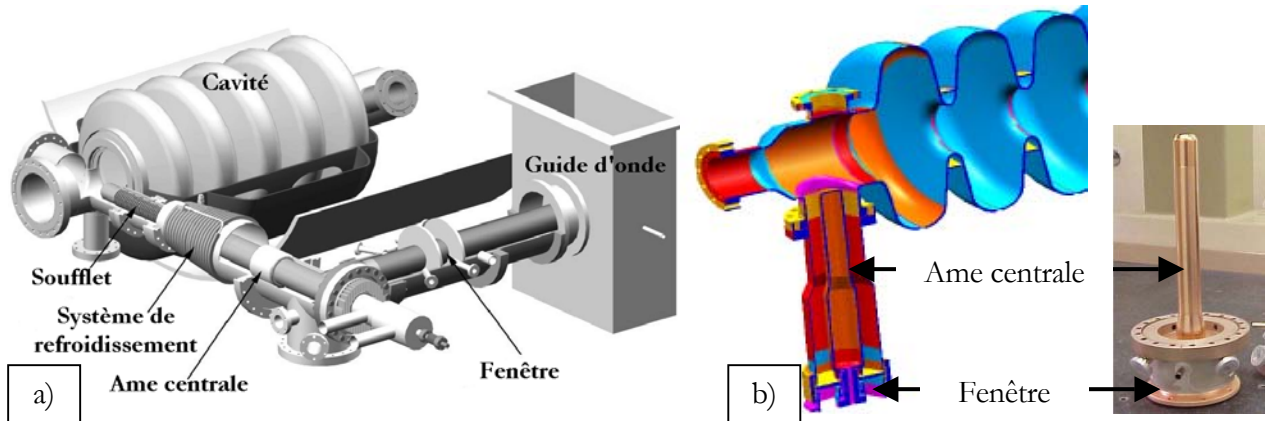 Cavité
Guide d'onde
Soufflet
Système de
refroidissement
Ame centrale
Fenêtre
a)
Ame centrale
Fenêtre
b)